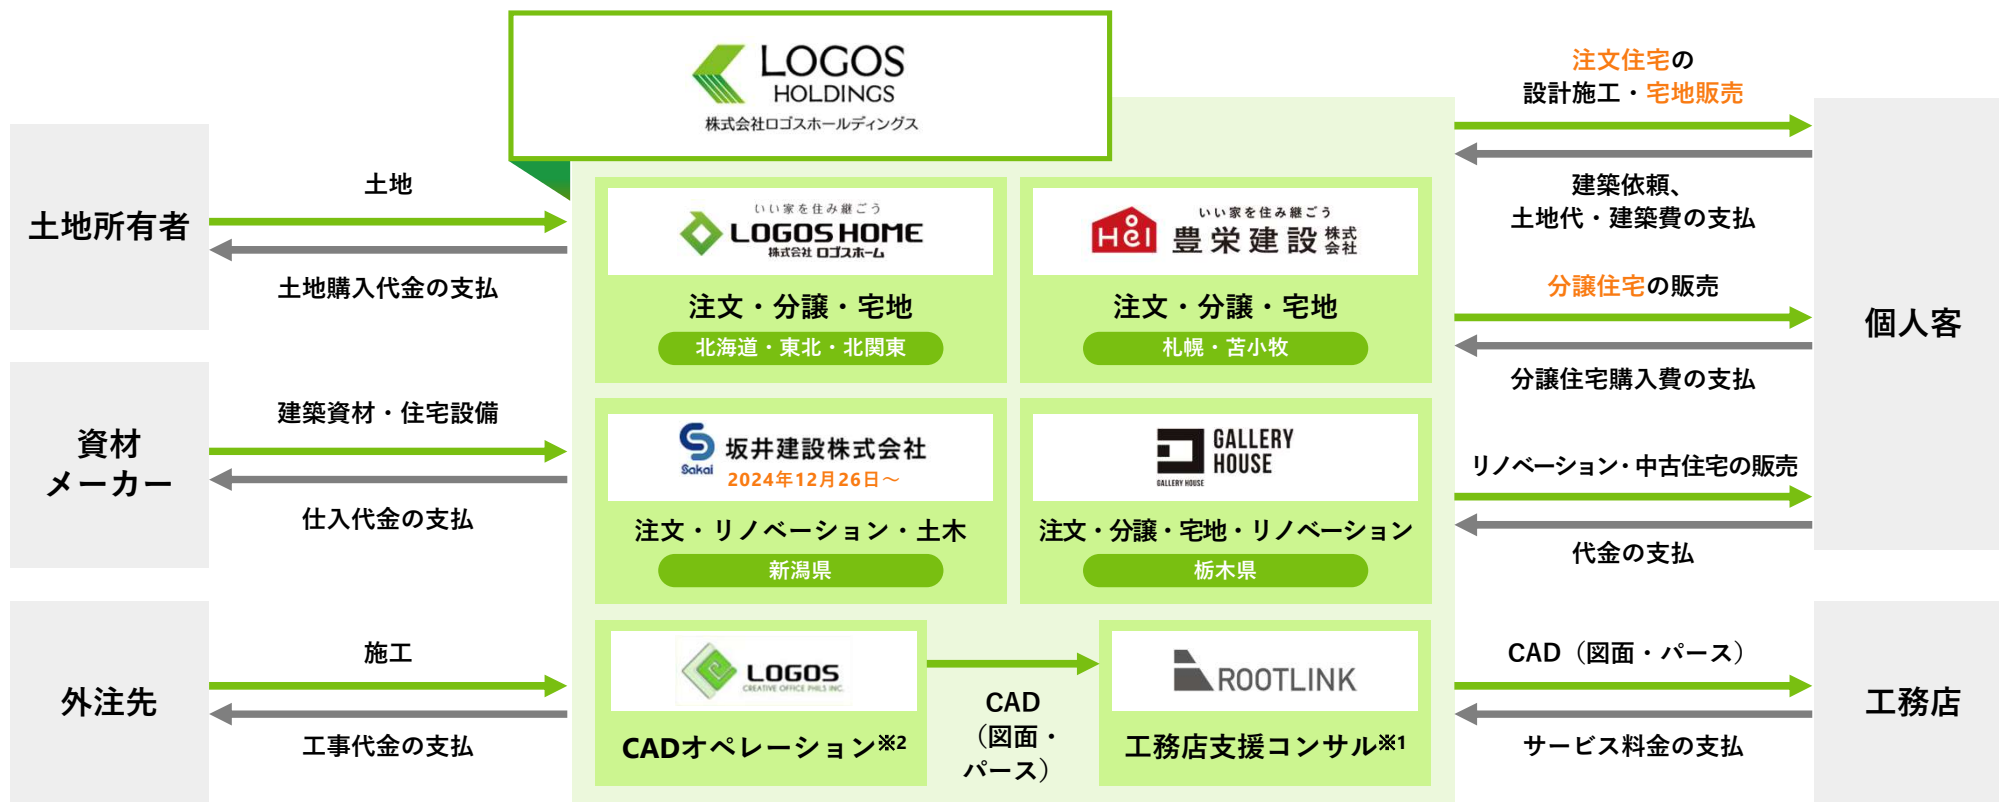 LOGOS
HOLDINGS
株式会社ロゴスホールディングス
土地所有者
土地
土地購入代金の支払
資材
メーカー
建築資材・住宅設備
仕入代金の支払
外注先
施工
工事代金の支払
いい家を住み継ごう
LOGOS HOME
株式会社 ロゴスホーム
注文・分譲・宅地
北海道・東北・北関東
いい家を住み継ごう
HOI
豊栄建設 株式会社
注文・分譲・宅地
札幌・苫小牧
Sakai
坂井建設株式会社
2024年12月26日～
注文・リノベーション・土木
新潟県
GALLERY
HOUSE
GALLERY HOUSE
注文・分譲・宅地・リノベーション
栃木県
LOGOS
CREATIVE OFFICE PHILS INC.
CADオペレーション※2
CAD
（図面・
パース）
ROOTLINK
工務店支援コンサル※1
注文住宅の
設計施工・宅地販売
建築依頼、
土地代・建築費の支払
分譲住宅の販売
分譲住宅購入費の支払
リノベーション・中古住宅の販売
代金の支払
個人客
CAD（図面・パース）
サービス料金の支払
工務店